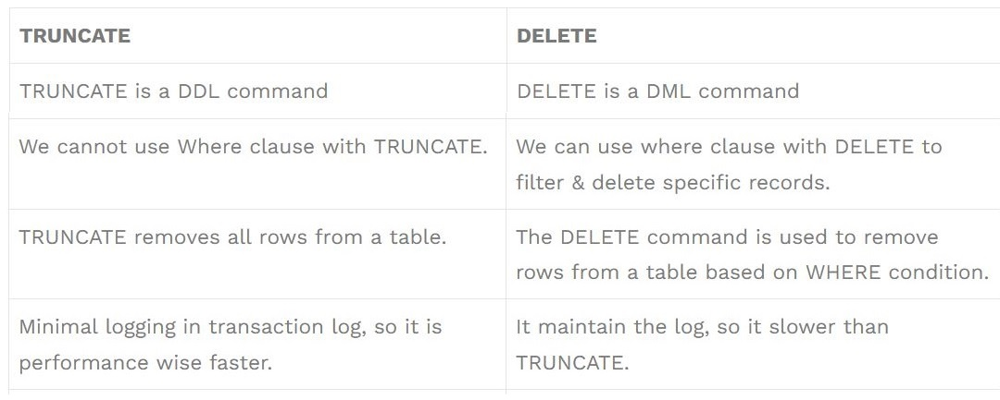 TRUNCATE
DELETE
TRUNCATE is a DDL command
DELETE is a DML command
We cannot use Where clause with TRUNCATE.
We can use where clause with DELETE to
filter & delete specific records.
TRUNCATE removes all rows from a table.
The DELETE command is used to remove
rows from a table based on WHERE condition.
Minimal logging in transaction log, so it is
performance wise faster.
It maintain the log, so it slower than
TRUNCATE.